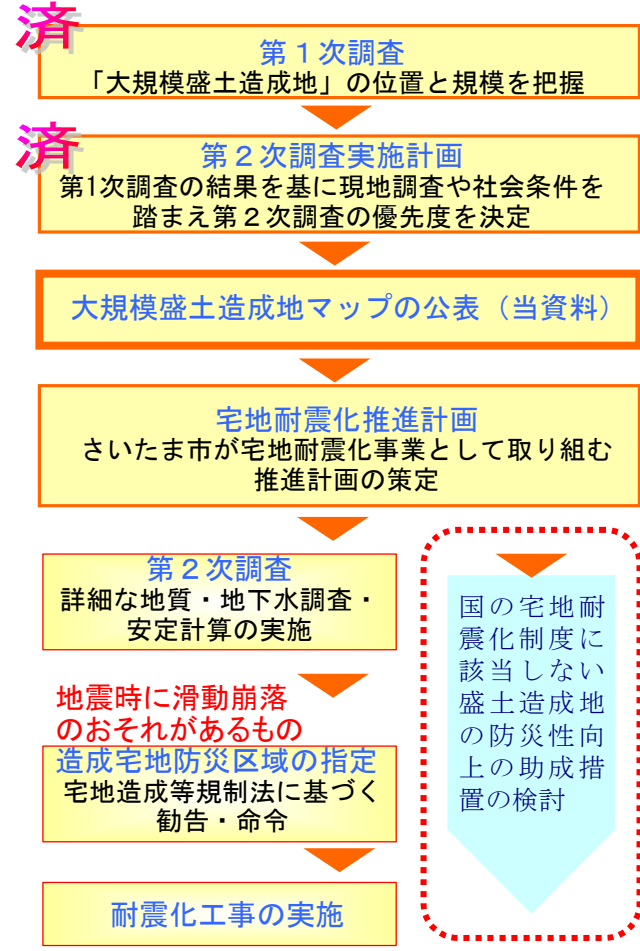 済
第１次調査
「大規模盛土造成地」の位置と規模を把握
済
第２次調査実施計画
第1次調査の結果を基に現地調査や社会条件を
踏まえ第２次調査の優先度を決定
大規模盛土造成地マップの公表（当資料）
宅地耐震化推進計画
さいたま市が宅地耐震化事業として取り組む
推進計画の策定
第２次調査
詳細な地質・地下水調査・
安定計算の実施
地震時に滑動崩落
のおそれがあるもの
造成宅地防災区域の指定
宅地造成等規制法に基づく
勧告・命令
耐震化工事の実施
国の宅地耐
震化制度に
該当しない
盛土造成地
の防災性向
上の助成措
置の検討